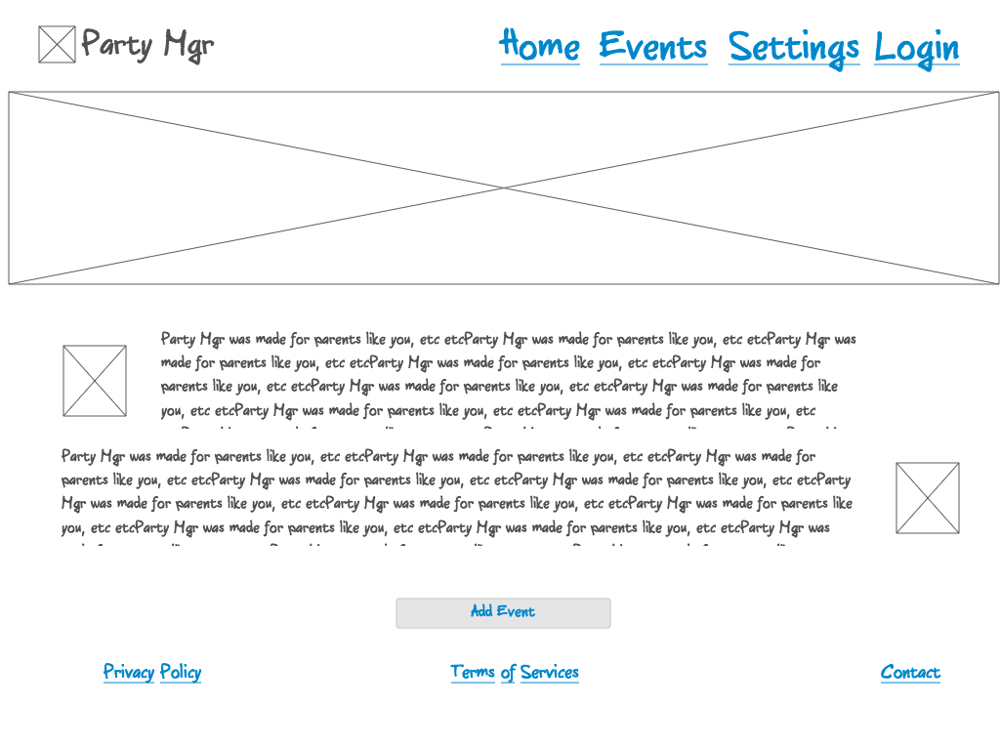 Party Mgr
Home Events Settings Login
Party Mgr was made for parents like you, etc etcParty Mgr was made for parents like you, etc etcParty Mgr was
made for parents like you, etc etcParty Mgr was made for parents like you, etc etcParty Mgr was made for
parents like you, etc etcParty Mgr was made for parents like you, etc etcParty Mgr was made for parents like
you, etc etcParty Mgr was made for parents like you, etc etcParty Mgr was made for parents like you, etc
Party Mgr was made for parents like you, etc etcParty Mgr was made for parents like you, etc etcParty Mgr was made for
parents like you, etc etcParty Mgr was made for parents like you, etc etcParty Mgr was made for parents like you, etc etcParty
Mgr was made for parents like you, etc etcParty Mgr was made for parents like you, etc etcParty Mgr was made for parents like
you, etc etcParty Mgr was made for parents like you, etc etcParty Mgr was made for parents like you, etc etcParty Mgr was
Add Event
Privacy Policy
Terms of Services
Contact